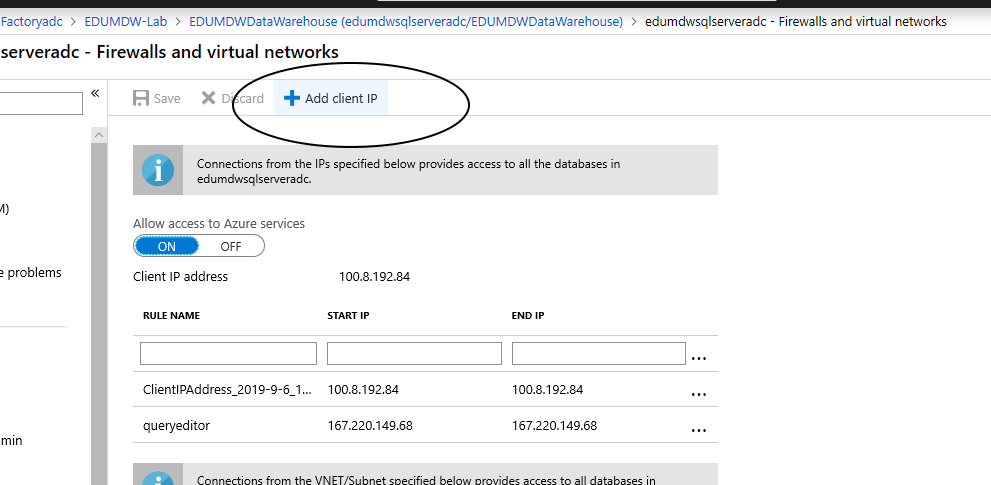 Factoryadc > EDUMDW-Lab > EDUMDWDataWarehouse (edumdwsqlserveradc/EDUMDWDataWarehouse) > edumdwsqlserveradc - Firewalls and virtual networks
serveradc - Firewalls and virtual networks
«
Save Discard + Add client IP
Connections from the IPs specified below provides access to all the databases in
edumdwsqlserveradc.
M)
Allow access to Azure services
ON OFF
e problems
Client IP address 100.8.192.84
RULE NAME START IP END IP
...
ClientIPAddress_2019-9-6_1... 100.8.192.84 100.8.192.84 ...
queryeditor 167.220.149.68 167.220.149.68 ...
min
Connections from the VNET/Subnet specified below provides access to all databases in